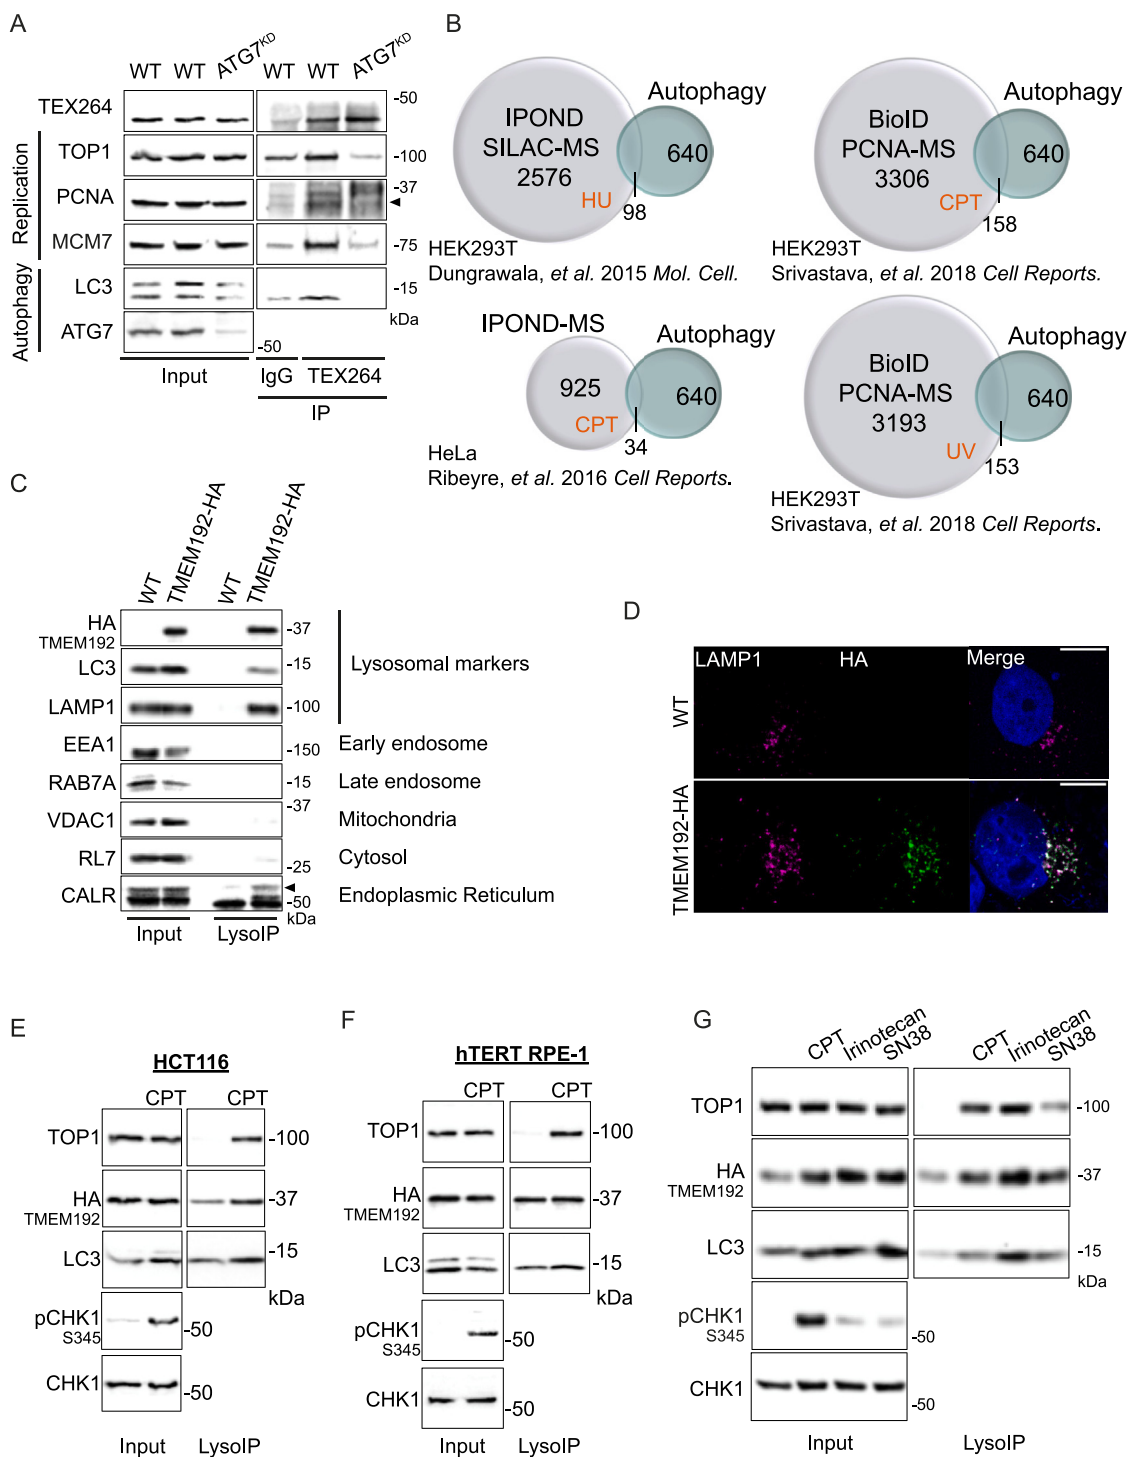 A
WT WT ATG7KD WT WT ATG7KD
TEX264 -50
Replication
TOP1 -100
PCNA -37
MCM7 -75
Autophagy
LC3 -15
kDa
ATG7 -50
Input IgG TEX264
IP
B
IPOND
SILAC-MS
2576
HU
Autophagy
640
98
HEK293T
Dungrawala, et al. 2015 Mol. Cell.
BioID
PCNA-MS
3306
CPT
Autophagy
640
158
HEK293T
Srivastava, et al. 2018 Cell Reports.
IPOND-MS
925
CPT
Autophagy
640
34
HeLa
Ribeyre, et al. 2016 Cell Reports.
BioID
PCNA-MS
3193
UV
Autophagy
640
153
HEK293T
Srivastava, et al. 2018 Cell Reports.
C
WT TMEM192-HA WT TMEM192-HA
HA -37
TMEM192
LC3 -15 Lysosomal markers
LAMP1 -100
EEA1 -150 Early endosome
RAB7A -15 Late endosome
VDAC1 -37 Mitochondria
RL7 -25 Cytosol
CALR -50 Endoplasmic Reticulum
kDa
Input LysoIP
D
LAMP1 HA Merge
WT
TMEM192-HA
E
HCT116
CPT CPT
TOP1 -100
HA -37
TMEM192
LC3 -15
kDa
pCHK1 -50
S345
CHK1 -50
Input LysoIP
F
hTERT RPE-1
CPT CPT
TOP1 -100
HA -37
TMEM192
LC3 -15
kDa
pCHK1 -50
S345
CHK1 -50
Input LysoIP
G
CPT Irinotecan SN38 CPT Irinotecan SN38
TOP1 -100
HA -37
TMEM192
LC3 -15
kDa
pCHK1 -50
S345
CHK1 -50
Input LysoIP